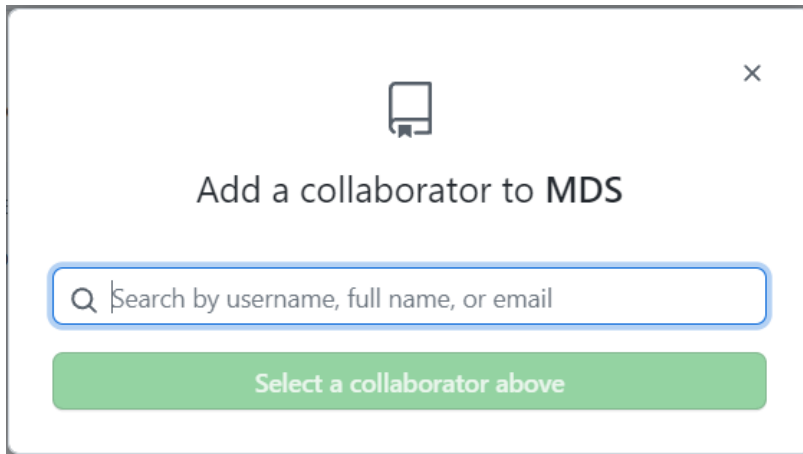 Add a collaborator to MDS
Search by username, full name, or email
Select a collaborator above